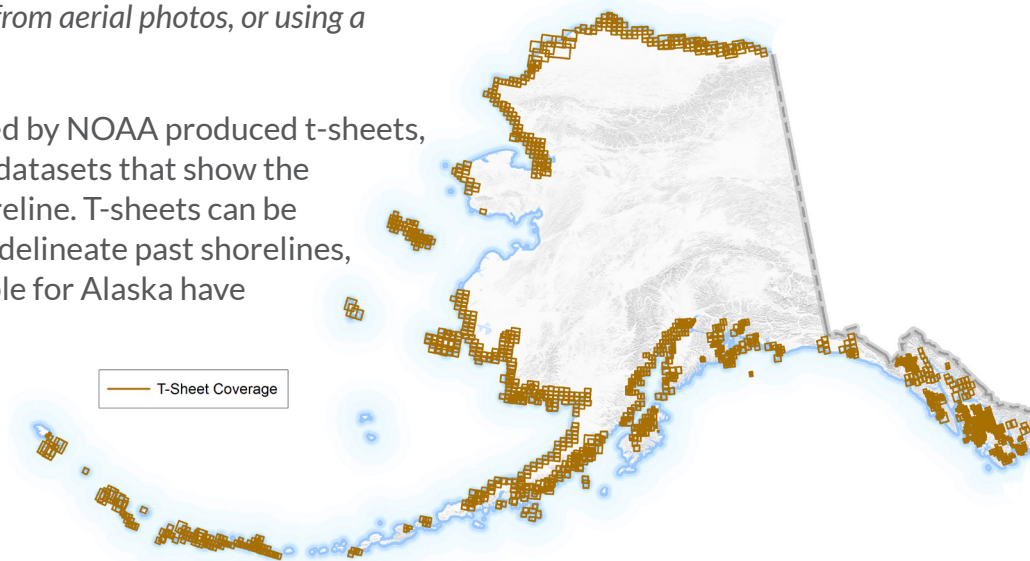 from aerial photos, or using a
ed by NOAA produced t-sheets,
datasets that show the
reline. T-sheets can be
delineate past shorelines,
ble for Alaska have
T-Sheet Coverage